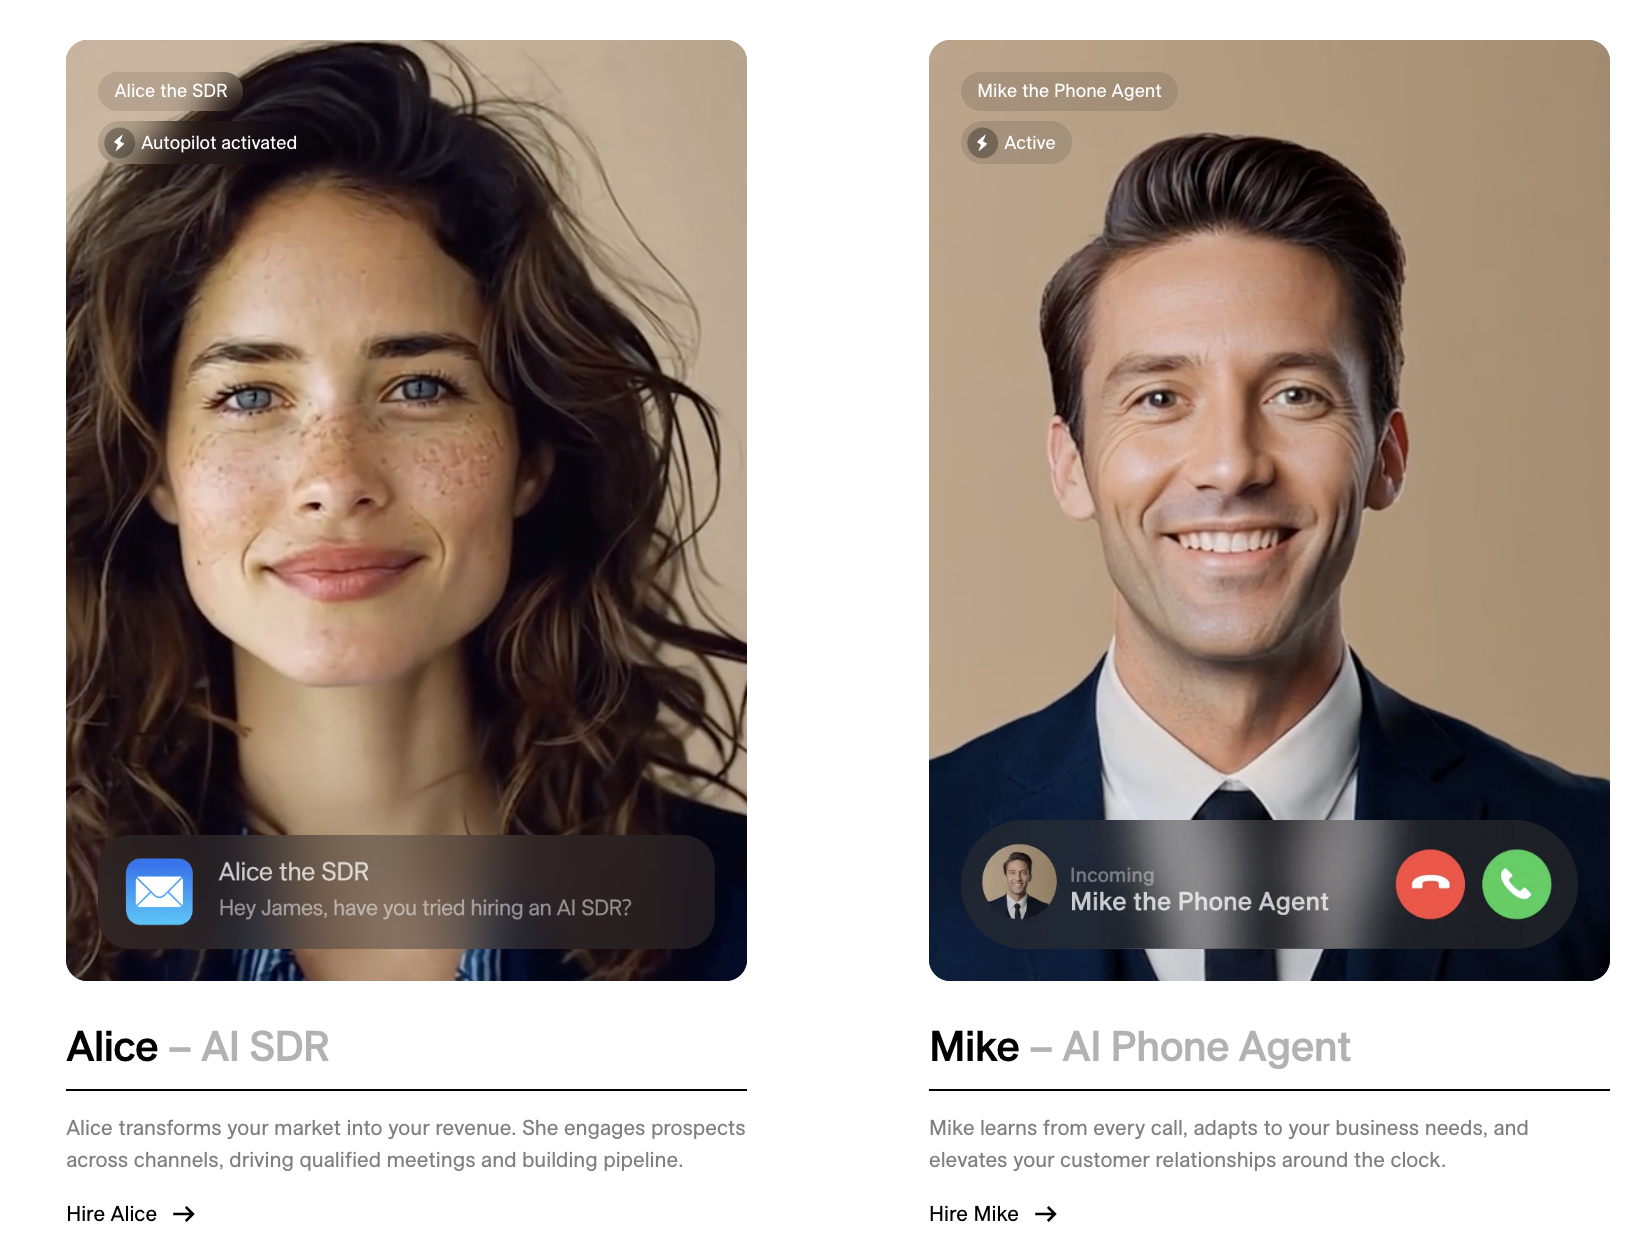 Alice the SDR
Autopilot activated
Alice the SDR
Hey James, have you tried hiring an AI SDR?
Alice – AI SDR
Alice transforms your market into your revenue. She engages prospects
across channels, driving qualified meetings and building pipeline.
Hire Alice →
Mike the Phone Agent
Active
Incoming
Mike the Phone Agent
Mike – AI Phone Agent
Mike learns from every call, adapts to your business needs, and
elevates your customer relationships around the clock.
Hire Mike →